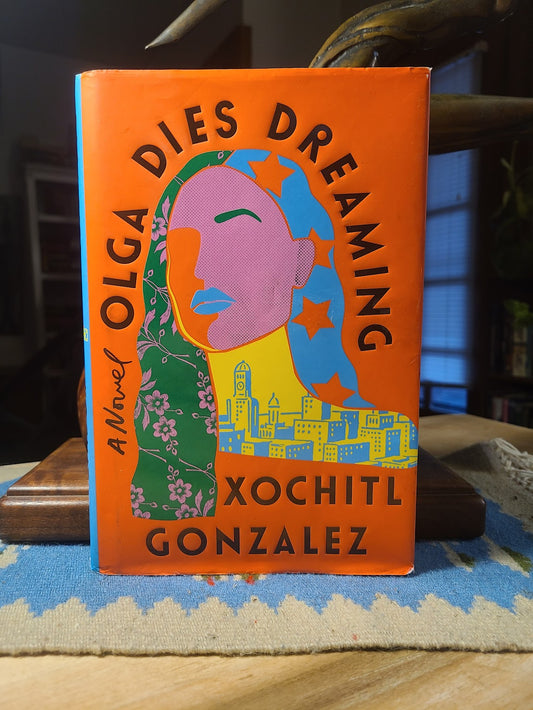 OLGA DIES DREAMING
A Novel
XOCHITL
GONZALEZ